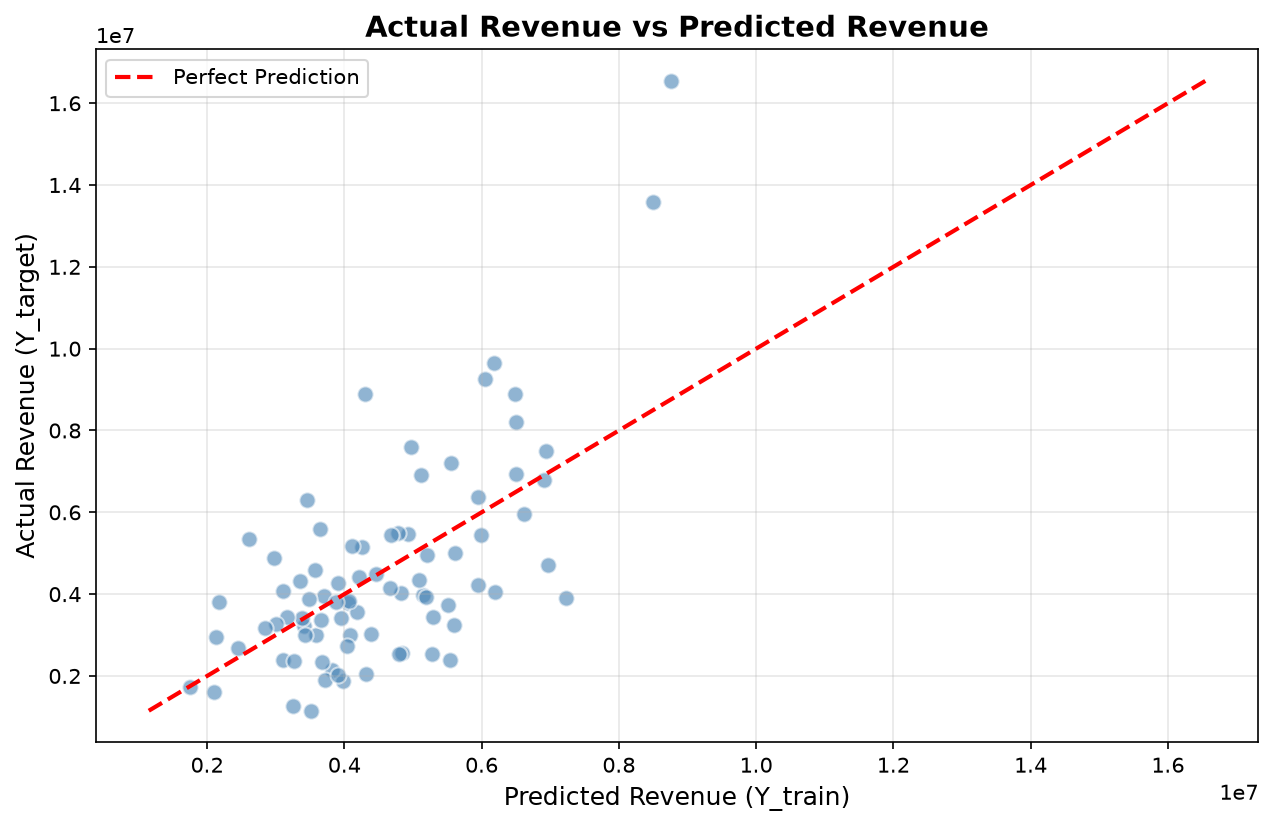 Actual Revenue vs Predicted Revenue
1e7
Perfect Prediction
1.6
1.4
1.2
1.0
0.8
0.6
0.4
0.2
Actual Revenue (Y_target)
0.2 0.4 0.6 0.8 1.0 1.2 1.4 1.6
1e7
Predicted Revenue (Y_train)